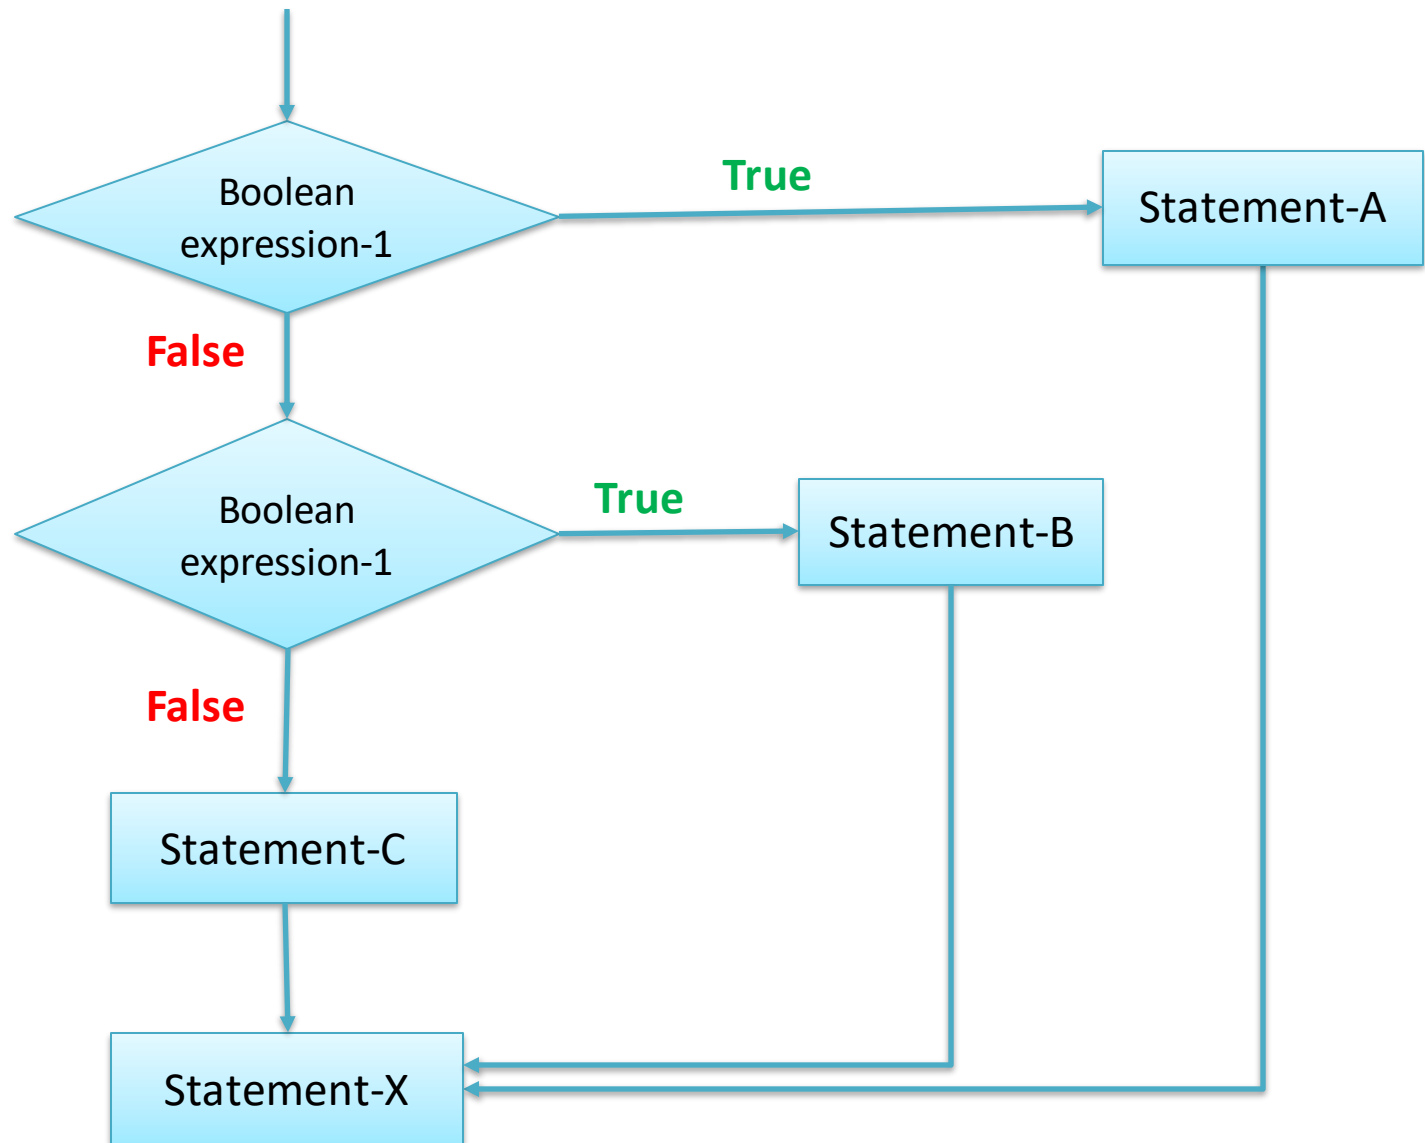 Boolean
expression-1
True
Statement-A
False
Boolean
expression-1
True
Statement-B
False
Statement-C
Statement-X